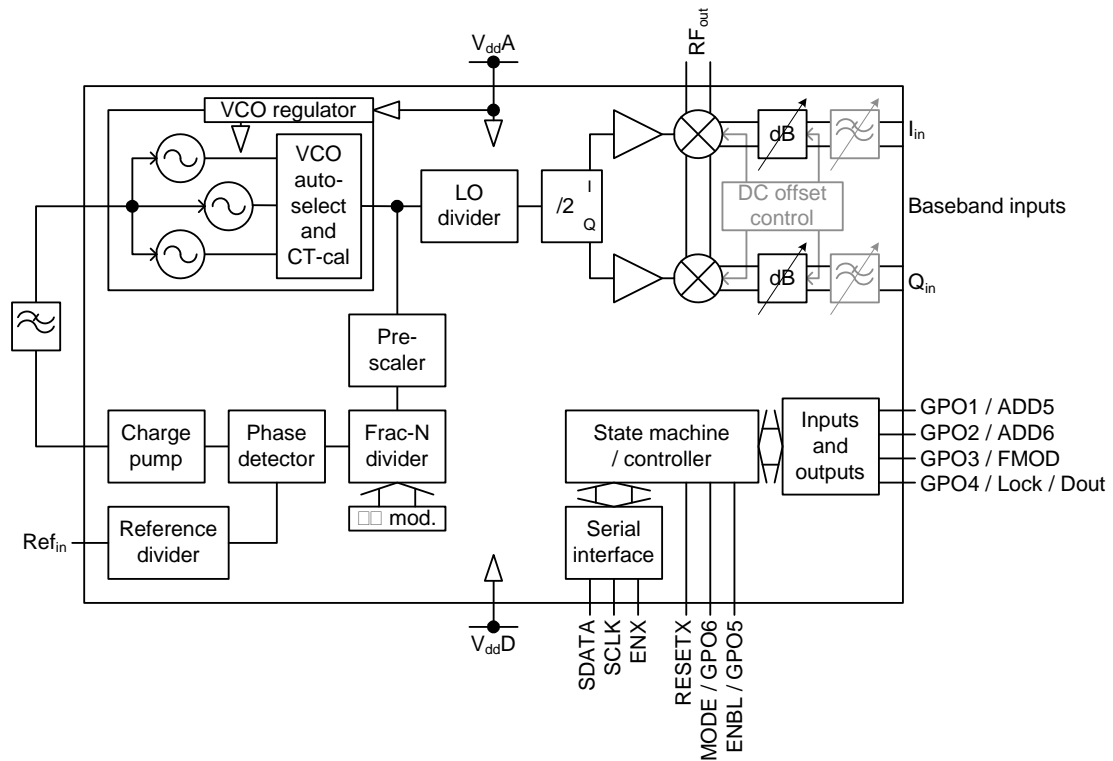 VddA
RFout
VCO regulator
VCO
auto-
select
and
CT-cal
LO
divider
/2
I
Q
dB
Iin
DC offset
control
Baseband inputs
dB
Qin
Pre-
scaler
Charge
pump
Phase
detector
Frac-N
divider
mod.
Refin
Reference
divider
State machine
/ controller
Inputs
and
outputs
GPO1 / ADD5
GPO2 / ADD6
GPO3 / FMOD
GPO4 / Lock / Dout
Serial
interface
VddD
SDATA
SCLK
ENX
RESETX
MODE / GPO6
ENBL / GPO5